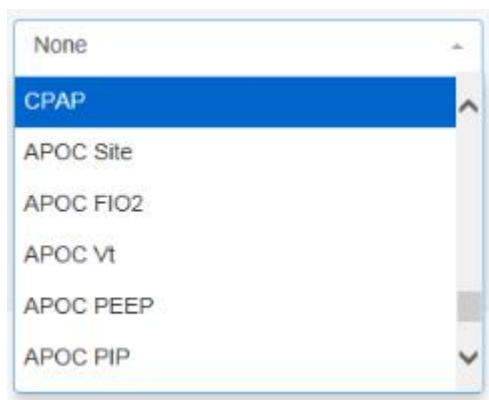 None
CPAP
APOC Site
APOC FIO2
APOC Vt
APOC PEEP
APOC PIP